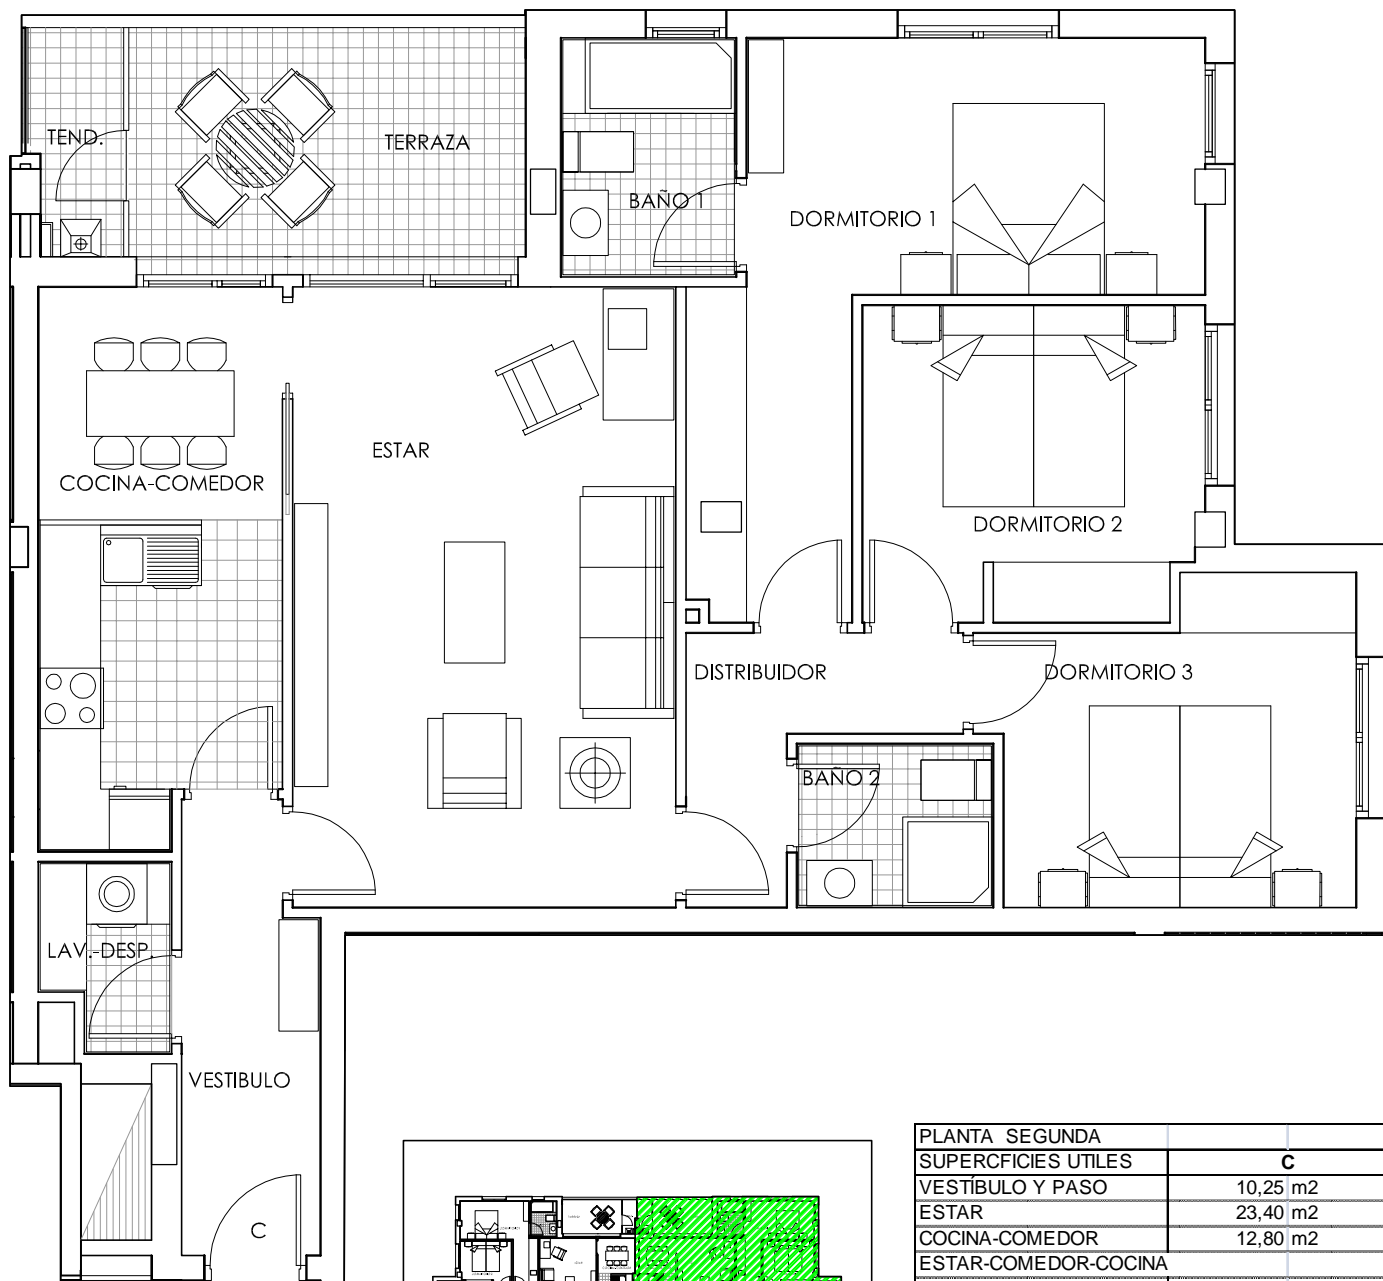 TEND.
TERRAZA
BAÑO 1
DORMITORIO 1
ESTAR
COCINA-COMEDOR
DORMITORIO 2
DISTRIBUIDOR
DORMITORIO 3
BAÑO 2
LAV.-DESP.
VESTIBULO
C
PLANTA SEGUNDA
SUPERCFICIES UTILES C
VESTÍBULO Y PASO 10,25 m2
ESTAR 23,40 m2
COCINA-COMEDOR 12,80 m2
ESTAR-COMEDOR-COCINA